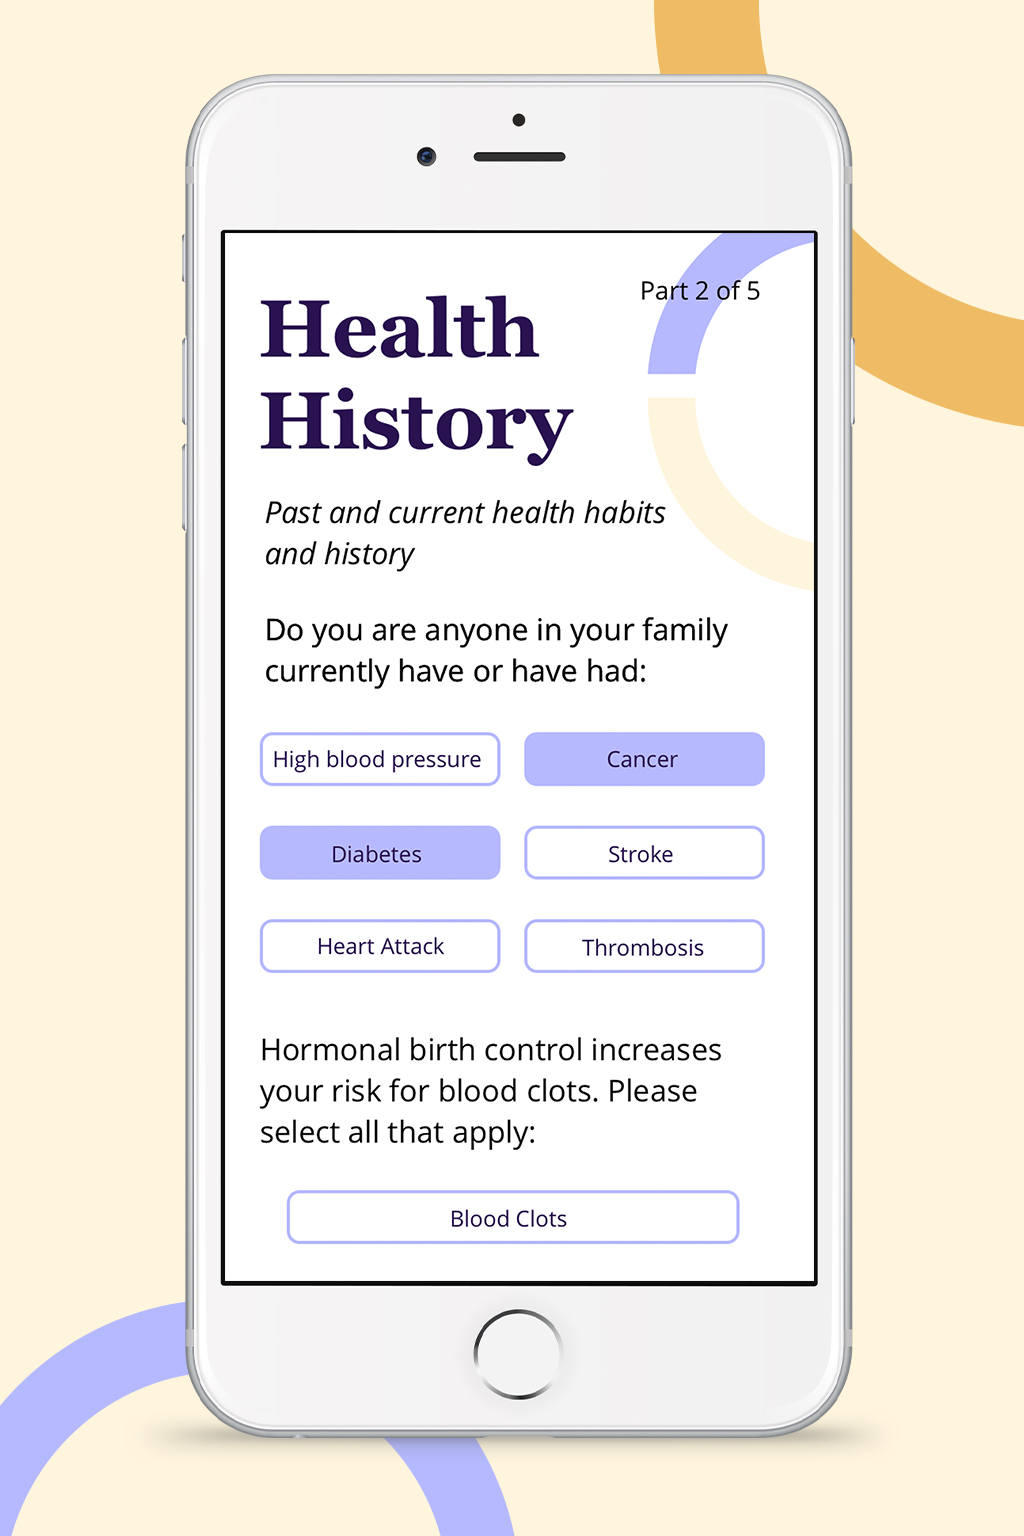 Part 2 of 5
Health
History
Past and current health habits
and history
Do you are anyone in your family
currently have or have had:
High blood pressure
Cancer
Diabetes
Stroke
Heart Attack
Thrombosis
Hormonal birth control increases
your risk for blood clots. Please
select all that apply:
Blood Clots